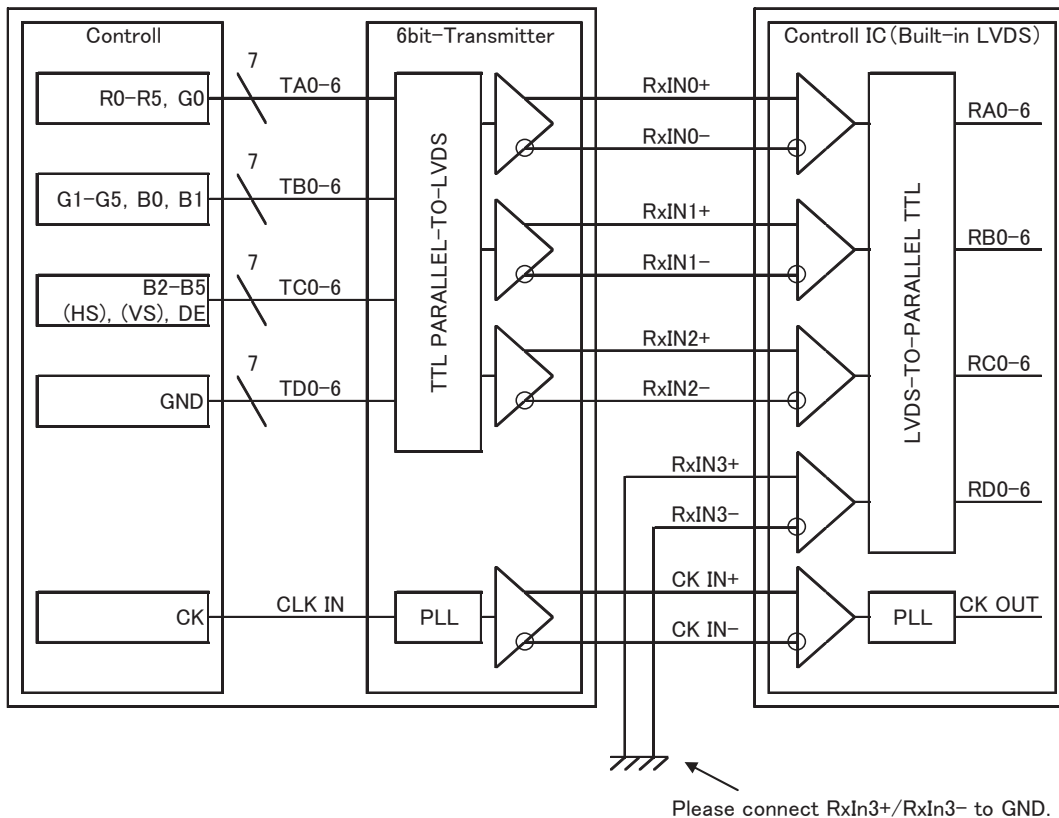 Controll
6bit-Transmitter
Controll IC(Built-in LVDS)
R0-R5, G0
7
TA0-6
RxIN0+
RxIN0-
RA0-6
G1-G5, B0, B1
7
TB0-6
RxIN1+
RxIN1-
RB0-6
B2-B5
(HS), (VS), DE
7
TC0-6
RxIN2+
RxIN2-
RC0-6
GND
7
TD0-6
RxIN3+
RxIN3-
RD0-6
TTL PARALLEL-TO-LVDS
LVDS-TO-PARALLEL TTL
CK
CLK IN
PLL
CK IN+
CK IN-
PLL
CK OUT
Please connect RxIn3+/RxIn3- to GND.